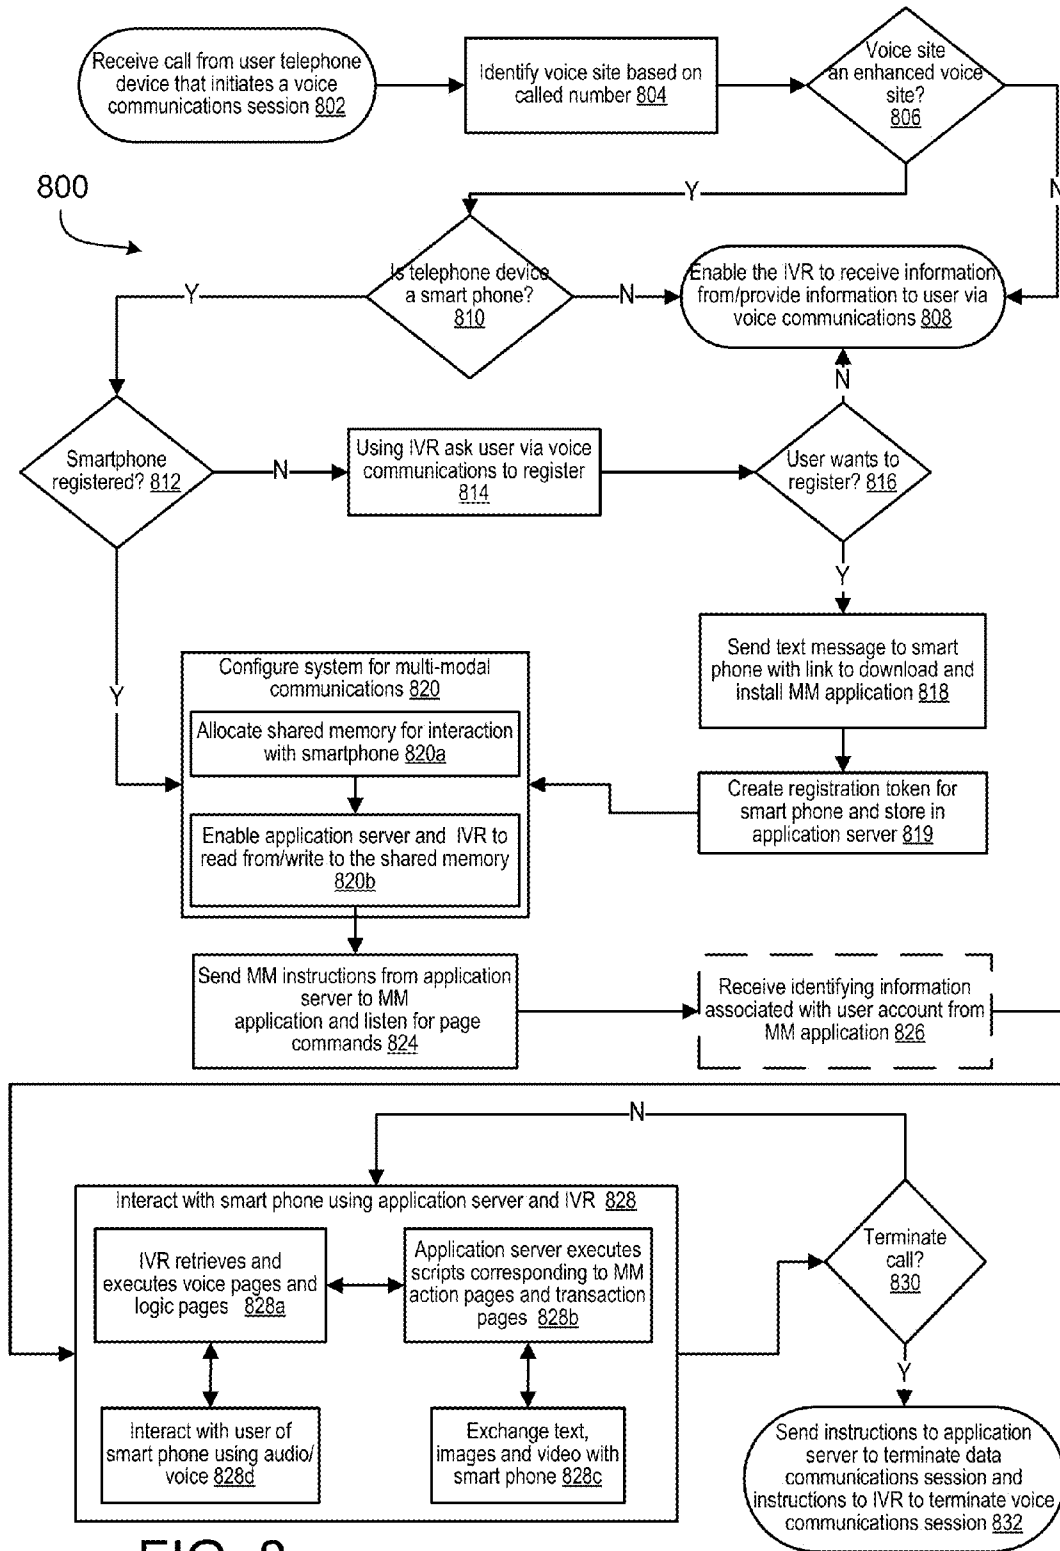 Receive call from user telephone
device that initiates a voice
communications session 802
Identify voice site based on
called number 804
Voice site
an enhanced voice
site?
806
800
Y
N
Is telephone device
a smart phone?
810
Y
N
Enable the IVR to receive information
from/provide information to user via
voice communications 808
N
Smartphone
registered? 812
N
Using IVR ask user via voice
communications to register
814
User wants to
register? 816
Y
Y
Send text message to smart
phone with link to download and
install MM application 818
Configure system for multi-modal
communications 820
Allocate shared memory for interaction
with smartphone 820a
Enable application server and IVR to
read from/write to the shared memory
820b
Create registration token for
smart phone and store in
application server 819
Send MM instructions from application
server to MM
application and listen for page
commands 824
Receive identifying information
associated with user account from
MM application 826
N
Interact with smart phone using application server and IVR 828
IVR retrieves and
executes voice pages and
logic pages 828a
Application server executes
scripts corresponding to MM
action pages and transaction
pages 828b
Terminate
call?
830
Y
Interact with user of
smart phone using audio/
voice 828d
Exchange text,
images and video with
smart phone 828c
Send instructions to application
server to terminate data
communications session and
instructions to IVR to terminate voice
communications session 832